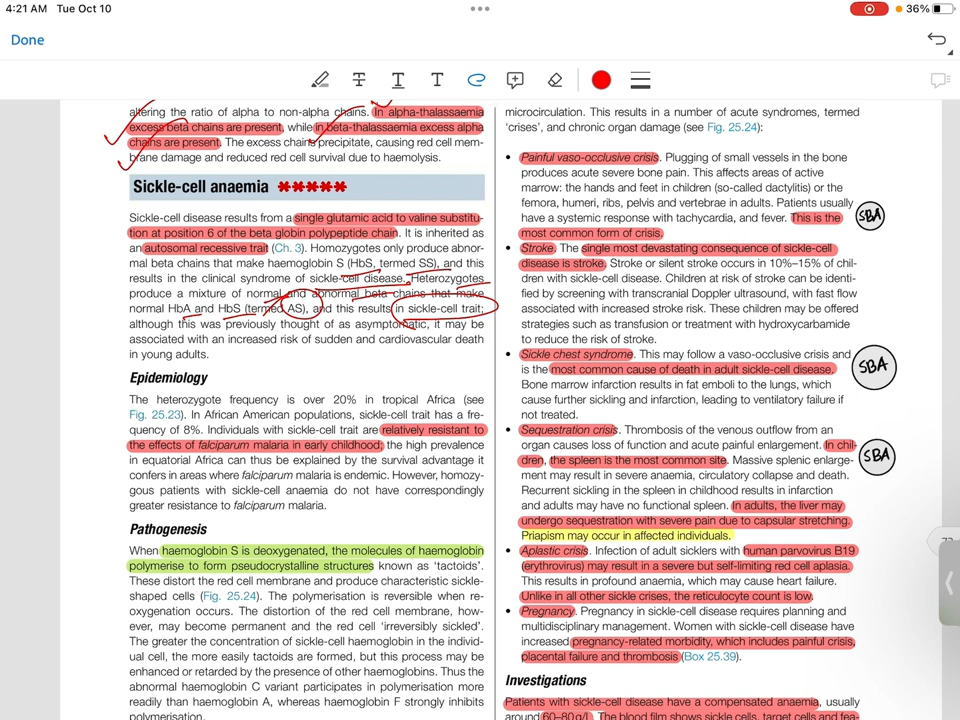 4:21 AM Tue Oct 10
36%
Done
altering the ratio of alpha to non-alpha chains. In alpha-thalassaemia
excess beta chains are present, while in beta-thalassaemia excess alpha
chains are present. The excess chains precipitate, causing red cell mem-
brane damage and reduced red cell survival due to haemolysis.
Sickle-cell anaemia *****
Sickle-cell disease results from a single glutamic acid to valine substitu-
tion at position 6 of the beta globin polypeptide chain. It is inherited as
an autosomal recessive trait (Ch. 3). Homozygotes only produce abnor-
mal beta chains that make haemoglobin S (HbS, termed SS), and this
results in the clinical syndrome of sickle-cell disease. Heterozygotes
produce a mixture of normal and abnormal beta chains that make
normal HbA and HbS (termed AS), and this results in sickle-cell trait;
although this was previously thought of as asymptomatic, it may be
associated with an increased risk of sudden and cardiovascular death
in young adults.
Epidemiology
The heterozygote frequency is over 20% in tropical Africa (see
Fig. 25.23). In African American populations, sickle-cell trait has a fre-
quency of 8%. Individuals with sickle-cell trait are relatively resistant to
the effects of falciparum malaria in early childhood; the high prevalence
in equatorial Africa can thus be explained by the survival advantage it
confers in areas where falciparum malaria is endemic. However, homozy-
gous patients with sickle-cell anaemia do not have correspondingly
greater resistance to falciparum malaria.
Pathogenesis
When haemoglobin S is deoxygenated, the molecules of haemoglobin
polymerise to form pseudocrystalline structures known as ‘tactoids’.
These distort the red cell membrane and produce characteristic sickle-
shaped cells (Fig. 25.24). The polymerisation is reversible when re-
oxygenation occurs. The distortion of the red cell membrane, how-
ever, may become permanent and the red cell ‘irreversibly sickled’.
The greater the concentration of sickle-cell haemoglobin in the individ-
ual cell, the more easily tactoids are formed, but this process may be
enhanced or retarded by the presence of other haemoglobins. Thus the
abnormal haemoglobin C variant participates in polymerisation more
readily than haemoglobin A, whereas haemoglobin F strongly inhibits
polymerisation.
microcirculation. This results in a number of acute syndromes, termed
‘crises’, and chronic organ damage (see Fig. 25.24):
• Painful vaso-occlusive crisis. Plugging of small vessels in the bone
produces acute severe bone pain. This affects areas of active
marrow: the hands and feet in children (so-called dactylitis) or the
femora, humeri, ribs, pelvis and vertebrae in adults. Patients usually
have a systemic response with tachycardia, and fever. This is the
most common form of crisis.
SBA
• Stroke. The single most devastating consequence of sickle-cell
disease is stroke. Stroke or silent stroke occurs in 10%–15% of chil-
dren with sickle-cell disease. Children at risk of stroke can be identi-
fied by screening with transcranial Doppler ultrasound, with fast flow
associated with increased stroke risk. These children may be offered
strategies such as transfusion or treatment with hydroxycarbamide
to reduce the risk of stroke.
• Sickle chest syndrome. This may follow a vaso-occlusive crisis and
is the most common cause of death in adult sickle-cell disease.
SBA
Bone marrow infarction results in fat emboli to the lungs, which
cause further sickling and infarction, leading to ventilatory failure if
not treated.
• Sequestration crisis. Thrombosis of the venous outflow from an
organ causes loss of function and acute painful enlargement. In chil-
dren, the spleen is the most common site. Massive splenic enlarge-
SBA
ment may result in severe anaemia, circulatory collapse and death.
Recurrent sickling in the spleen in childhood results in infarction
and adults may have no functional spleen. In adults, the liver may
undergo sequestration with severe pain due to capsular stretching.
Priapism may occur in affected individuals.
• Aplastic crisis. Infection of adult sicklers with human parvovirus B19
(erythrovirus) may result in a severe but self-limiting red cell aplasia.
This results in profound anaemia, which may cause heart failure.
Unlike in all other sickle crises, the reticulocyte count is low.
• Pregnancy. Pregnancy in sickle-cell disease requires planning and
multidisciplinary management. Women with sickle-cell disease have
increased pregnancy-related morbidity, which includes painful crisis,
placental failure and thrombosis (Box 25.39).
Investigations
Patients with sickle-cell disease have a compensated anaemia, usually
around 60–80 g/L. The blood film shows sickle cells, target cells and fea-